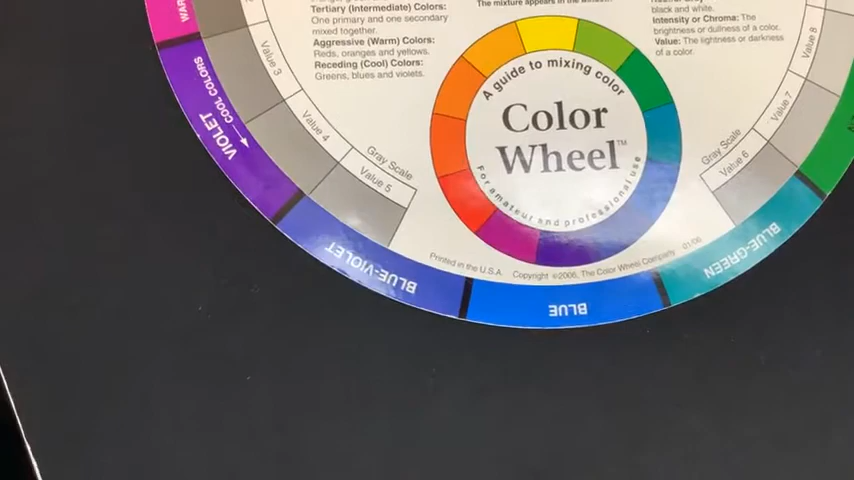 Tertiary (Intermediate) Colors:
One primary and one secondary
mixed together.
Aggressive (Warm) Colors:
Reds, oranges and yellows.
Receding (Cool) Colors:
Greens, blues and violets.
The mixture appears in the
black and white.
Intensity or Chroma: The
brightness or dullness of a color.
Value: The lightness or darkness
of a color.
A guide to mixing color
Color
Wheel™
For amateur and professional use
Value 3
Value 4
Value 5
Gray Scale
Gray Scale
Value 6
Value 7
Value 8
Printed in the U.S.A. Copyright ©2006, The Color Wheel Company 01-06
WAR
COOL COLORS
VIOLET
BLUE-VIOLET
BLUE
BLUE-GREEN